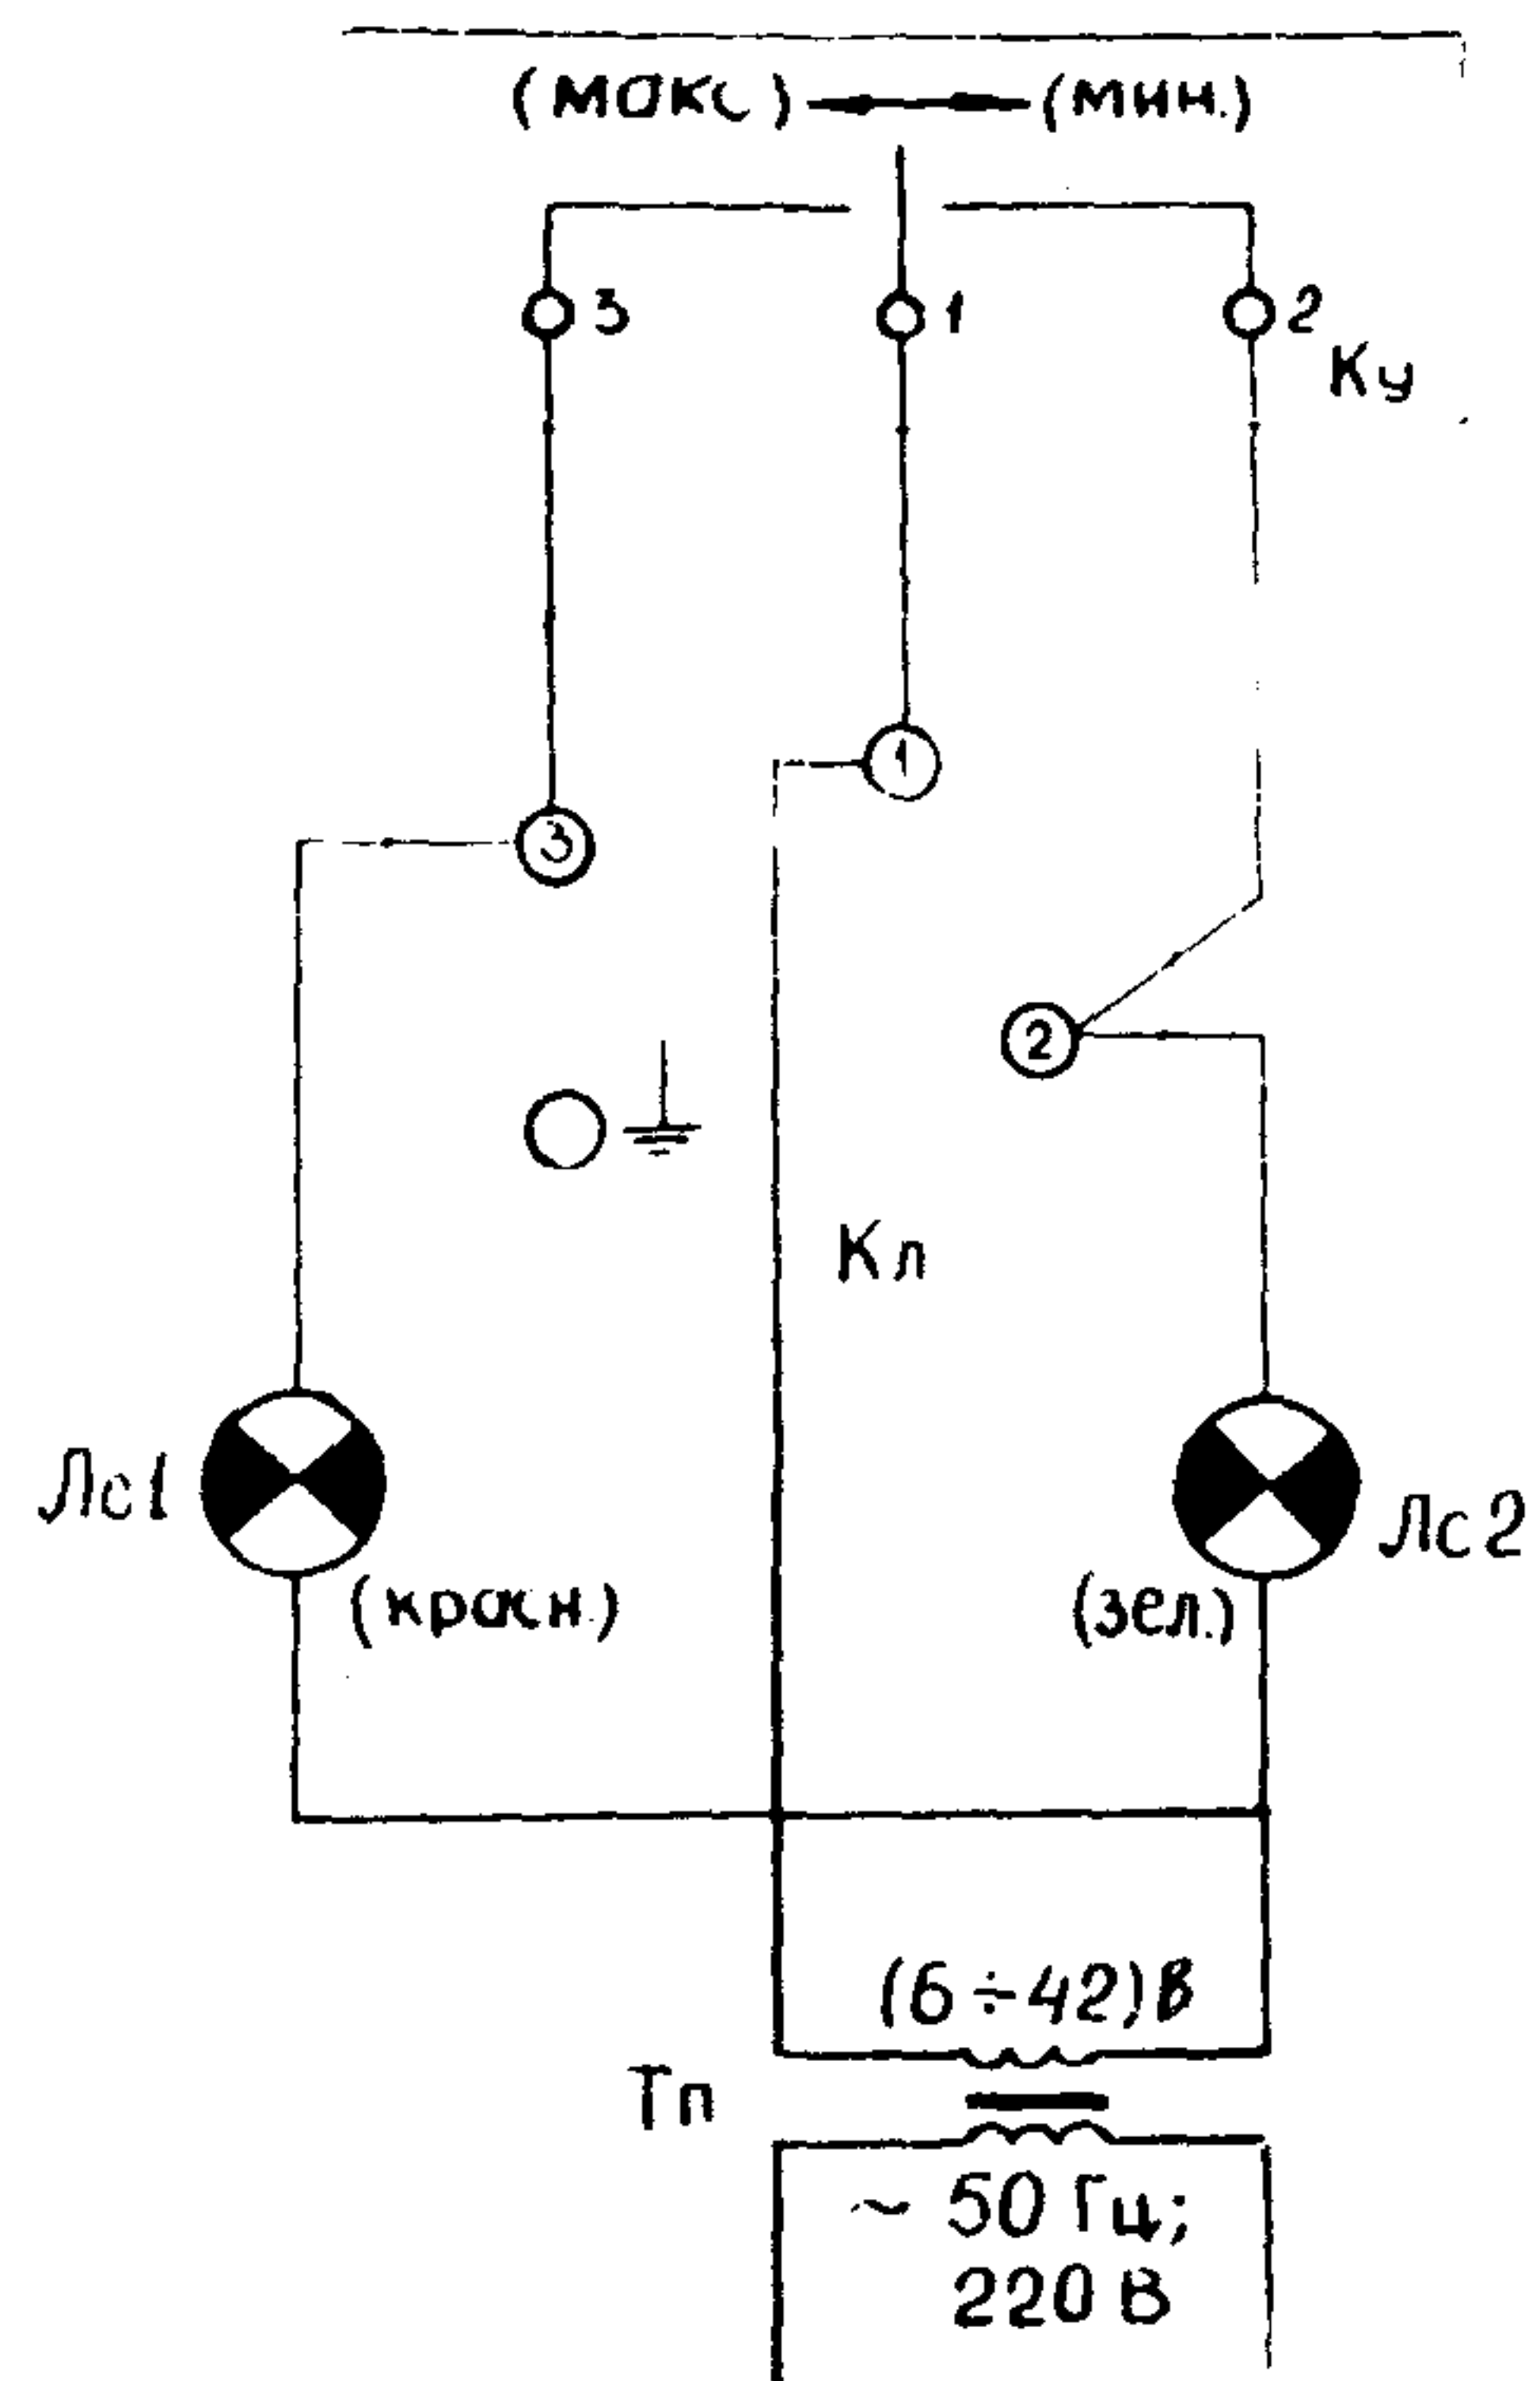 (макс) (мин.)
3 1 2
Ку
1
3
2
Кл
Лс1
Лс2
(красн.) (зел.)
(6÷42)в
Тп
~ 50 Гц;
220 В